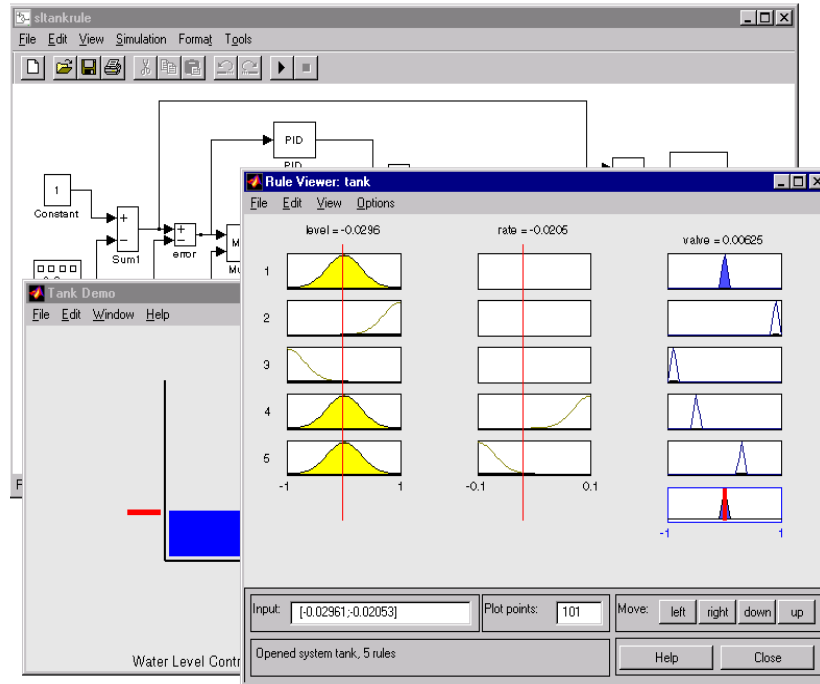 sltankrule
File Edit View Simulation Format Tools
PID
PID
1
Constant
Sum1
error
Rule Viewer: tank
File Edit View Options
level = -0.0296
rate = -0.0205
valve = 0.00625
1
2
3
4
5
-1 1
-0.1 0.1
-1 1
Input: [-0.02961;-0.02053]
Plot points: 101
Move: left right down up
Opened system tank, 5 rules
Help Close
Tank Demo
File Edit Window Help
Water Level Contr